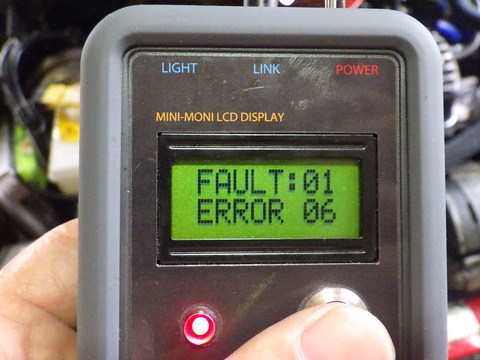 LIGHT LINK POWER
MINI-MONI LCD DISPLAY
FAULT:01
ERROR 06